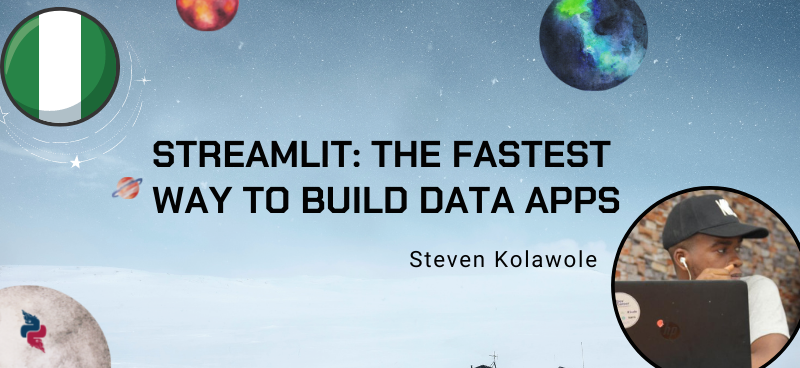 STREAMLIT: THE FASTEST
WAY TO BUILD DATA APPS
Steven Kolawole